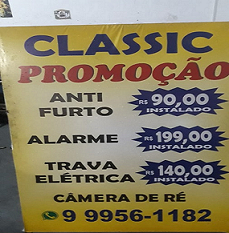 CLASSIC
PROMOÇÃO
ANTI FURTO
R$ 90,00
INSTALADO
ALARME
R$ 199,00
INSTALADO
TRAVA ELÉTRICA
R$ 140,00
INSTALADO
CÂMERA DE RÉ
9 9956-1182